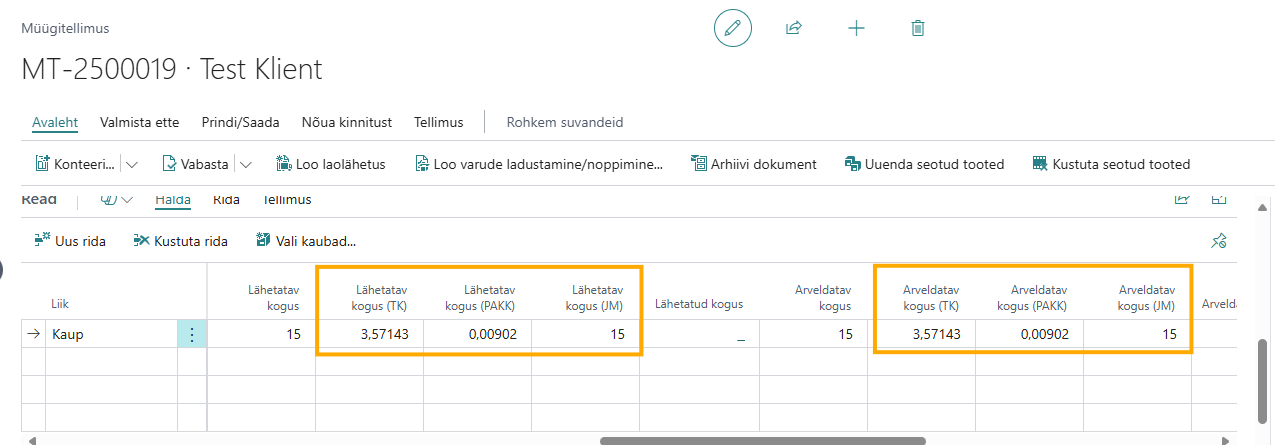 Müügitellimus
MT-2500019 · Test Klient
Avaleht Valmista ette Prindi/Saada Nõua kinnitust Tellimus Rohkem suvandeid
Konteeri... Vabasta Loo laolähetus Loo varude ladustamine/noppimine... Arhiivi dokument Uuenda seotud tooted Kustuta seotud tooted
Read Halda Rida Tellimus
Uus rida Kustuta rida Vali kaubad...
Liik Lähetatav kogus Lähetatav kogus (TK) Lähetatav kogus (PAKK) Lähetatav kogus (JM) Lähetatud kogus Arveldatav kogus Arveldatav kogus (TK) Arveldatav kogus (PAKK) Arveldatav kogus (JM)
Kaup 15 3,57143 0,00902 15 _ 15 3,57143 0,00902 15